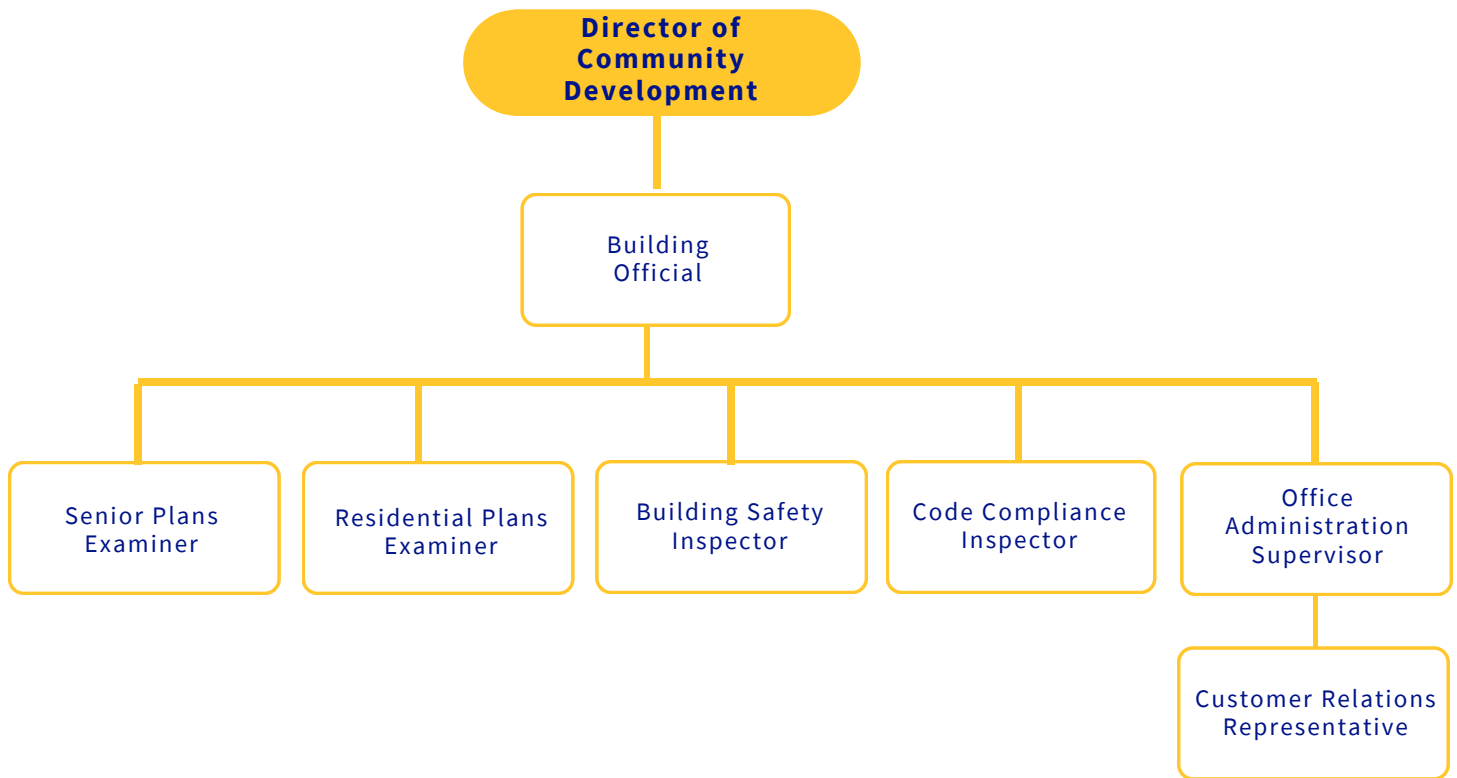 Director of
Community
Development
Building
Official
Senior Plans
Examiner
Residential Plans
Examiner
Building Safety
Inspector
Code Compliance
Inspector
Office
Administration
Supervisor
Customer Relations
Representative